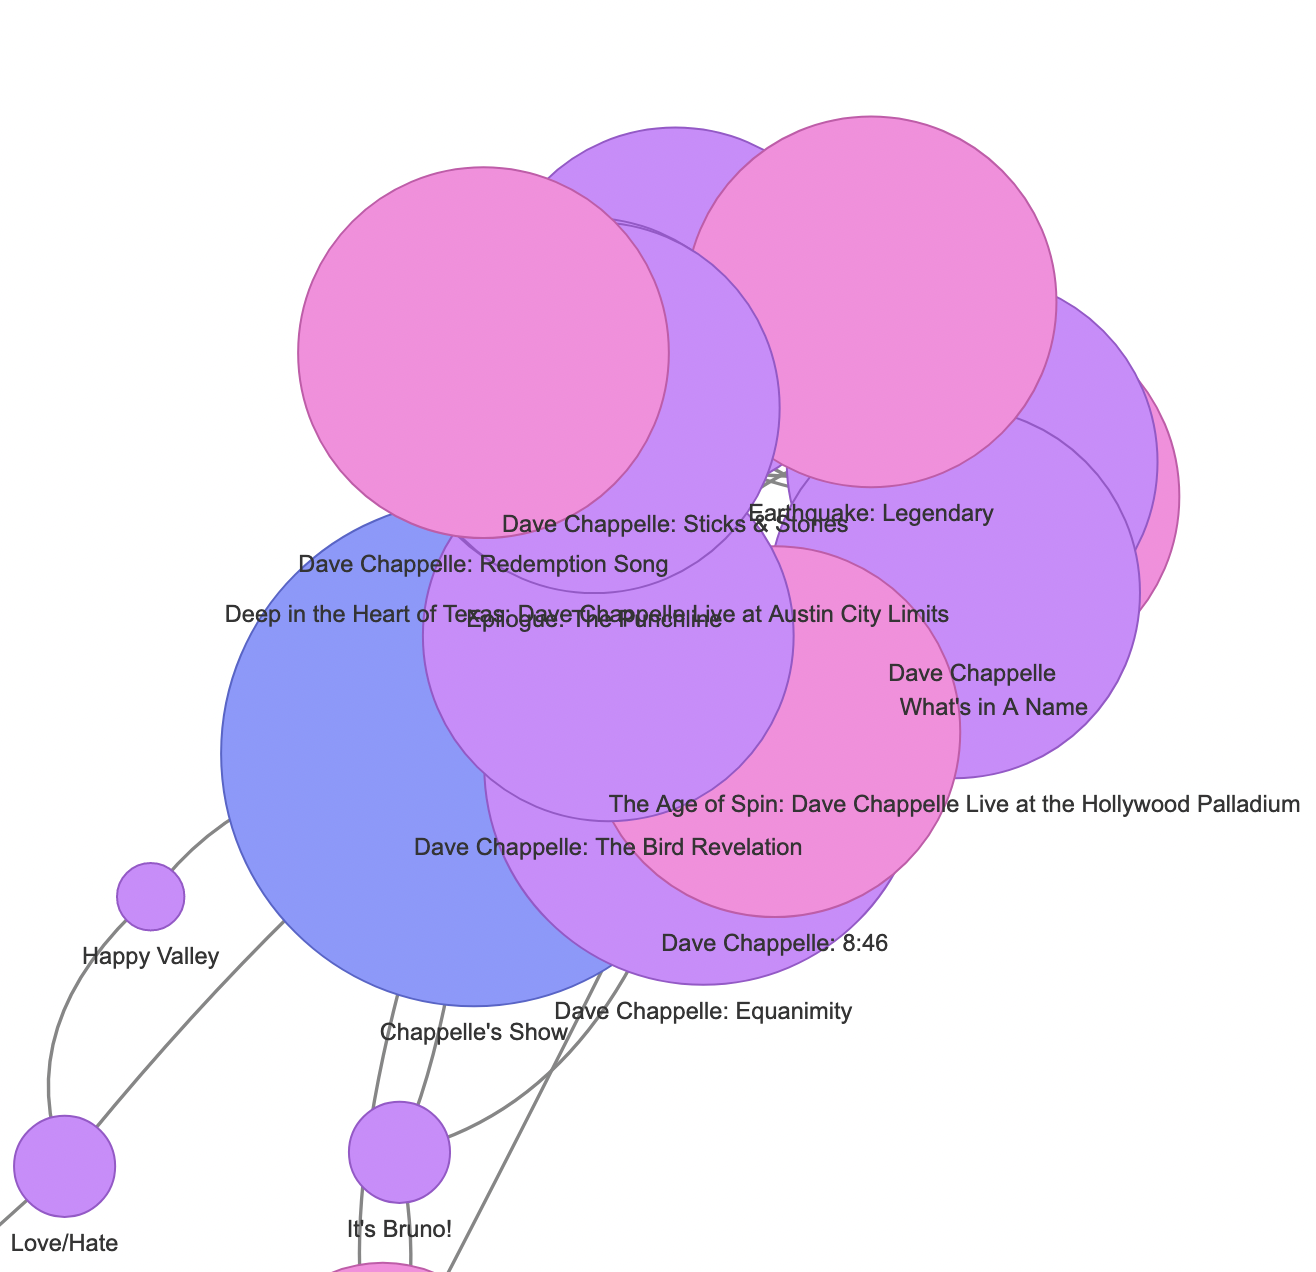 Earthquake: Legendary
Dave Chappelle: Sticks & Stones
Dave Chappelle: Redemption Song
Deep in the Heart of Texas: Dave Chappelle Live at Austin City Limits
Epilogue: The Punchline
Dave Chappelle
What's in A Name
The Age of Spin: Dave Chappelle Live at the Hollywood Palladium
Dave Chappelle: The Bird Revelation
Dave Chappelle: 8:46
Happy Valley
Dave Chappelle: Equanimity
Chappelle's Show
It's Bruno!
Love/Hate